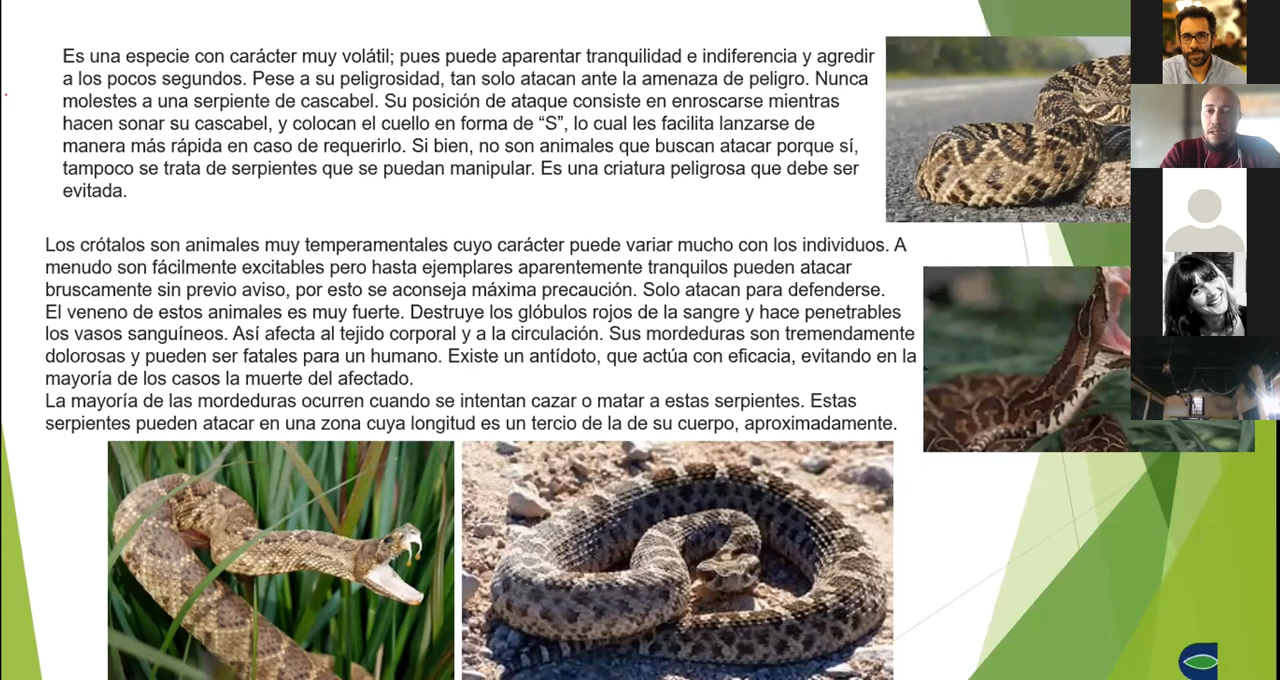 Es una especie con carácter muy volátil; pues puede aparentar tranquilidad e indiferencia y agredir
a los pocos segundos. Pese a su peligrosidad, tan solo atacan ante la amenaza de peligro. Nunca
molestes a una serpiente de cascabel. Su posición de ataque consiste en enroscarse mientras
hacen sonar su cascabel, y colocan el cuello en forma de “S”, lo cual les facilita lanzarse de
manera más rápida en caso de requerirlo. Si bien, no son animales que buscan atacar porque sí,
tampoco se trata de serpientes que se puedan manipular. Es una criatura peligrosa que debe ser
evitada.
Los crótalos son animales muy temperamentales cuyo carácter puede variar mucho con los individuos. A
menudo son fácilmente excitables pero hasta ejemplares aparentemente tranquilos pueden atacar
bruscamente sin previo aviso, por esto se aconseja máxima precaución. Solo atacan para defenderse.
El veneno de estos animales es muy fuerte. Destruye los glóbulos rojos de la sangre y hace penetrables
los vasos sanguíneos. Así afecta al tejido corporal y a la circulación. Sus mordeduras son tremendamente
dolorosas y pueden ser fatales para un humano. Existe un antídoto, que actúa con eficacia, evitando en la
mayoría de los casos la muerte del afectado.
La mayoría de las mordeduras ocurren cuando se intentan cazar o matar a estas serpientes. Estas
serpientes pueden atacar en una zona cuya longitud es un tercio de la de su cuerpo, aproximadamente.